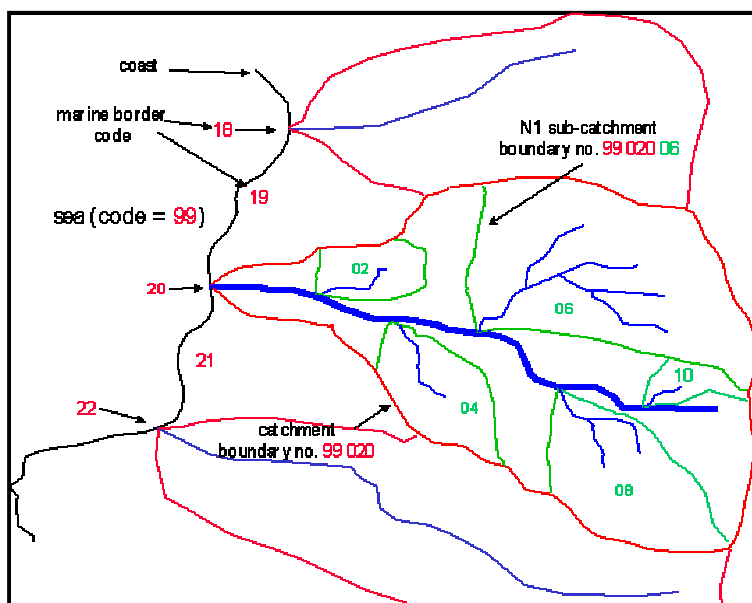 coast
marine border
code
18
N1 sub-catchment
boundary no. 99 020 06
19
sea (code = 99)
02
20
06
21
10
22
04
catchment
boundary no. 99 020
08